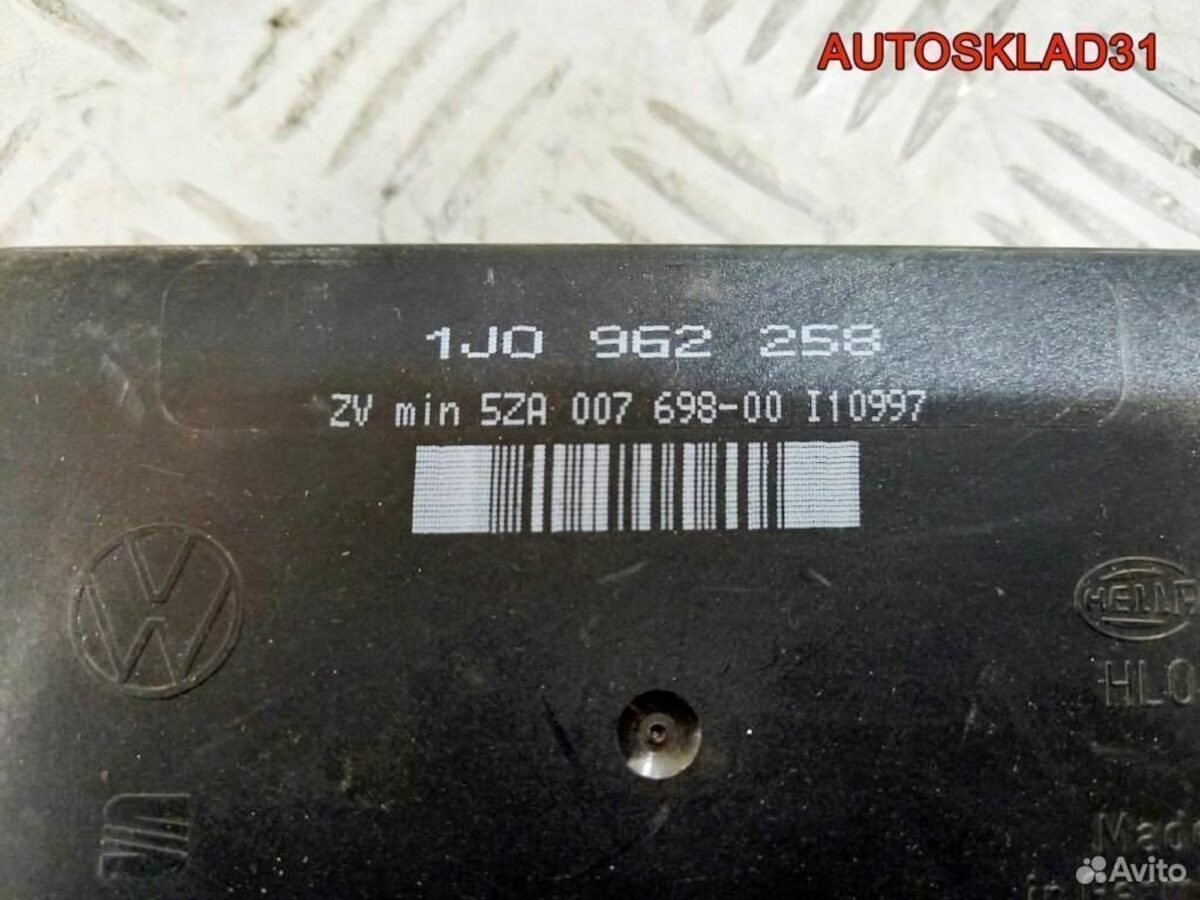 AUTOSKLAD31
1J0 962 258
ZV min 5ZA 007 698-00 I10997
HELLA
Avito